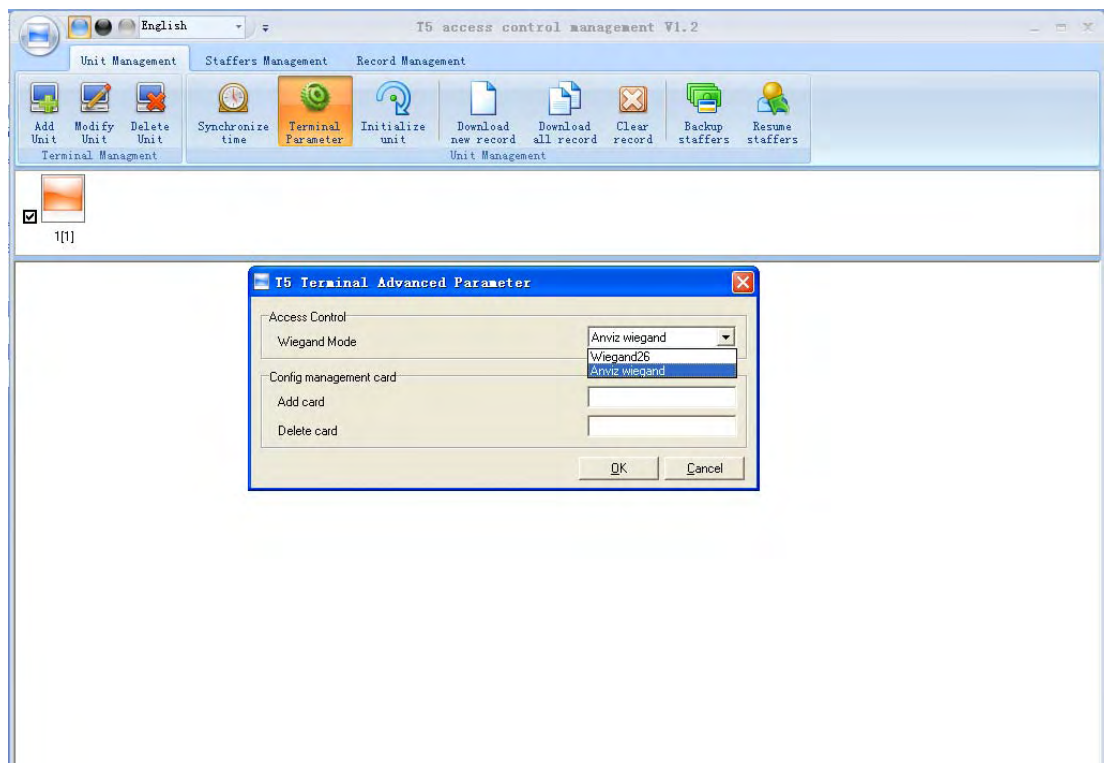 English
T5 access control management V1.2
Unit Management Staffers Management Record Management
Add Unit
Modify Unit
Delete Unit
Synchronize time
Terminal Parameter
Initialize unit
Download new record
Download all record
Clear record
Backup staffers
Resume staffers
Terminal Managment
Unit Management
1[1]
T5 Terminal Advanced Parameter
Access Control
Wiegand Mode
Anviz wiegand
Wiegand26
Anviz wiegand
Config management card
Add card
Delete card
OK Cancel